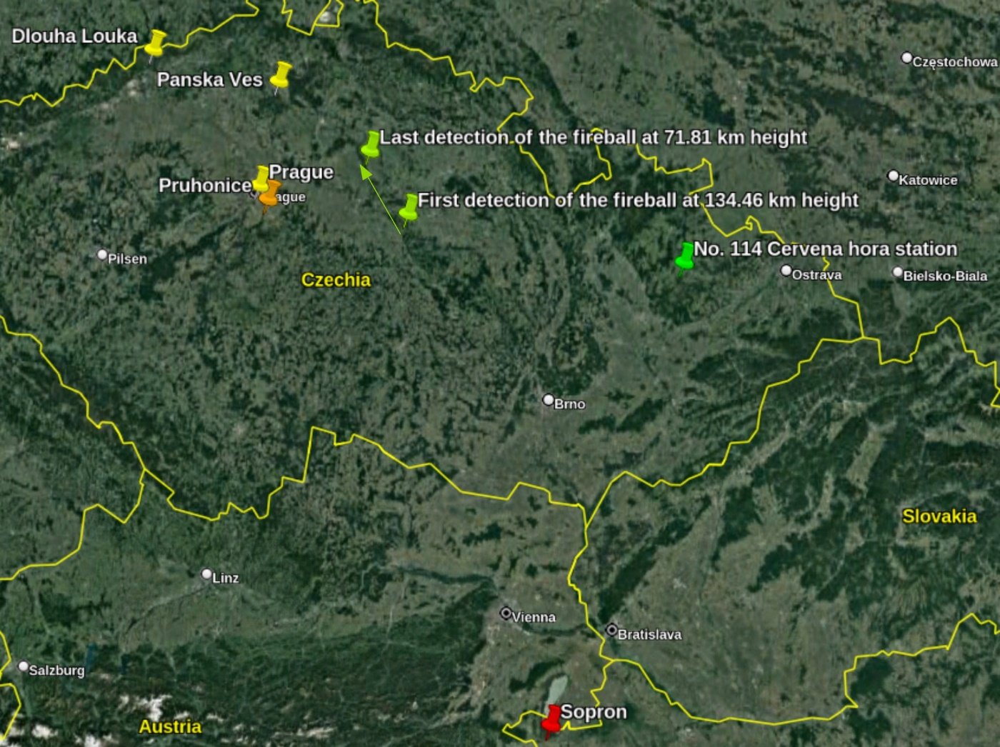 Dlouha Louka
Częstochowa
Panska Ves
Last detection of the fireball at 71.81 km height
Prague
Pruhonice
ague
Katowice
First detection of the fireball at 134.46 km height
No. 114 Cervena hora station
Pilsen
Ostrava
Bielsko-Biala
Czechia
Brno
Slovakia
Linz
Vienna
Bratislava
Salzburg
Sopron
Austria